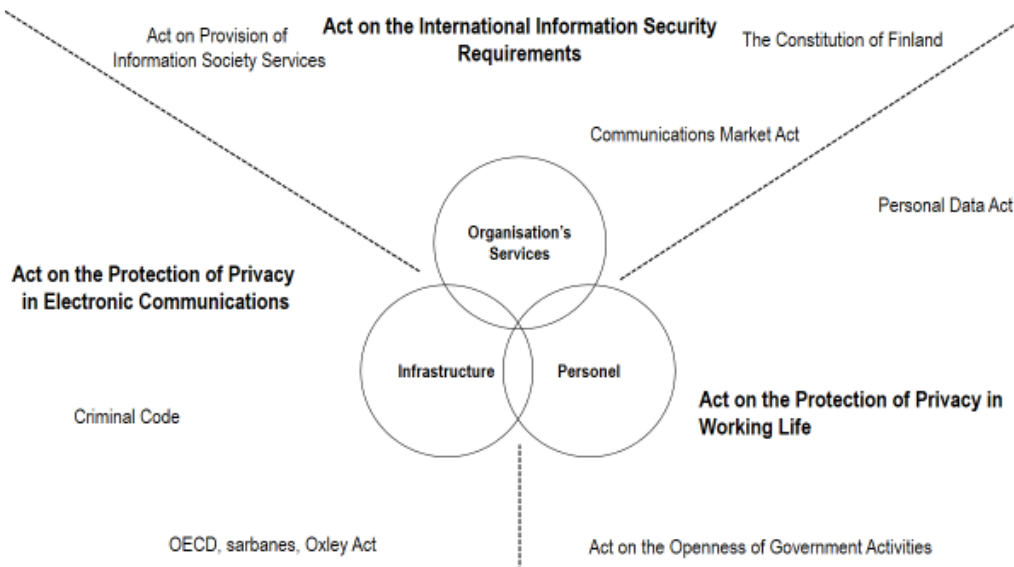 Act on Provision of
Information Society Services
Act on the International Information Security
Requirements
The Constitution of Finland
Communications Market Act
Personal Data Act
Organisation's
Services
Act on the Protection of Privacy
in Electronic Communications
Infrastructure
Personel
Act on the Protection of Privacy in
Working Life
Criminal Code
OECD, sarbanes, Oxley Act
Act on the Openness of Government Activities